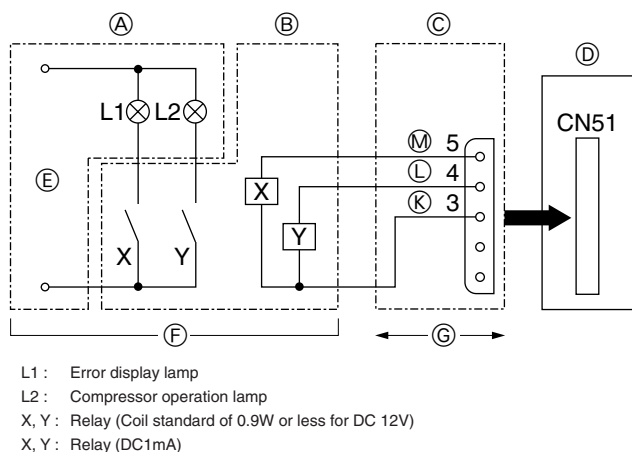 Ⓐ Ⓑ Ⓒ Ⓓ
CN51
L1 L2
Ⓜ 5
Ⓛ 4
Ⓚ 3
Ⓔ
X
Y
X Y
Ⓕ Ⓖ
L1 : Error display lamp
L2 : Compressor operation lamp
X, Y : Relay (Coil standard of 0.9W or less for DC 12V)
X, Y : Relay (DC1mA)